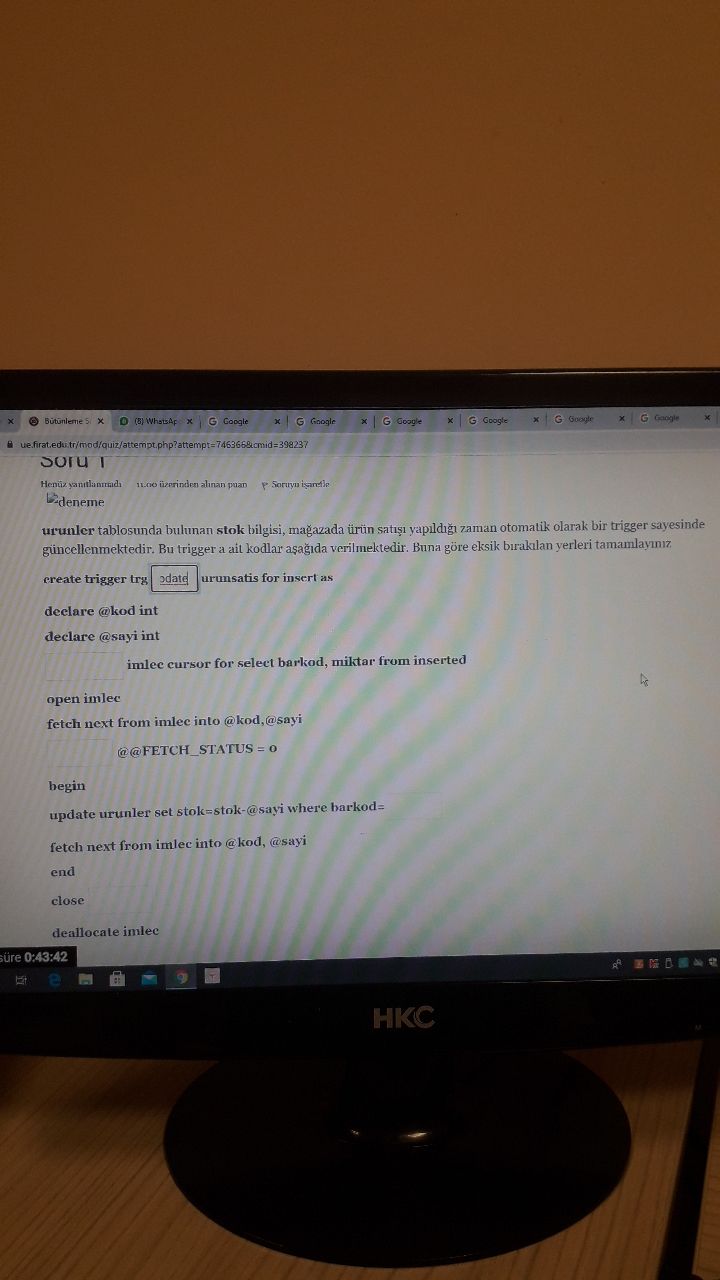 Bütünleme S
(8) WhatsAp
Google
Google
Google
Google
Google
Google
ue.firat.edu.tr/mod/quiz/attempt.php?attempt=746366&cmid=398237
Soru 1
Henüz yanıtlanmadı 11.00 üzerinden alınan puan Soruyu işaretle
deneme
urunler tablosunda bulunan stok bilgisi, mağazada ürün satışı yapıldığı zaman otomatik olarak bir trigger sayesinde
güncellenmektedir. Bu trigger a ait kodlar aşağıda verilmektedir. Buna göre eksik bırakılan yerleri tamamlayınız
create trigger trg pdate urunsatis for insert as
declare @kod int
declare @sayi int
imlec cursor for select barkod, miktar from inserted
open imlec
fetch next from imlec into @kod,@sayi
@@FETCH_STATUS = 0
begin
update urunler set stok=stok-@sayi where barkod=
fetch next from imlec into @kod, @sayi
end
close
deallocate imlec
süre 0:43:42
HKC